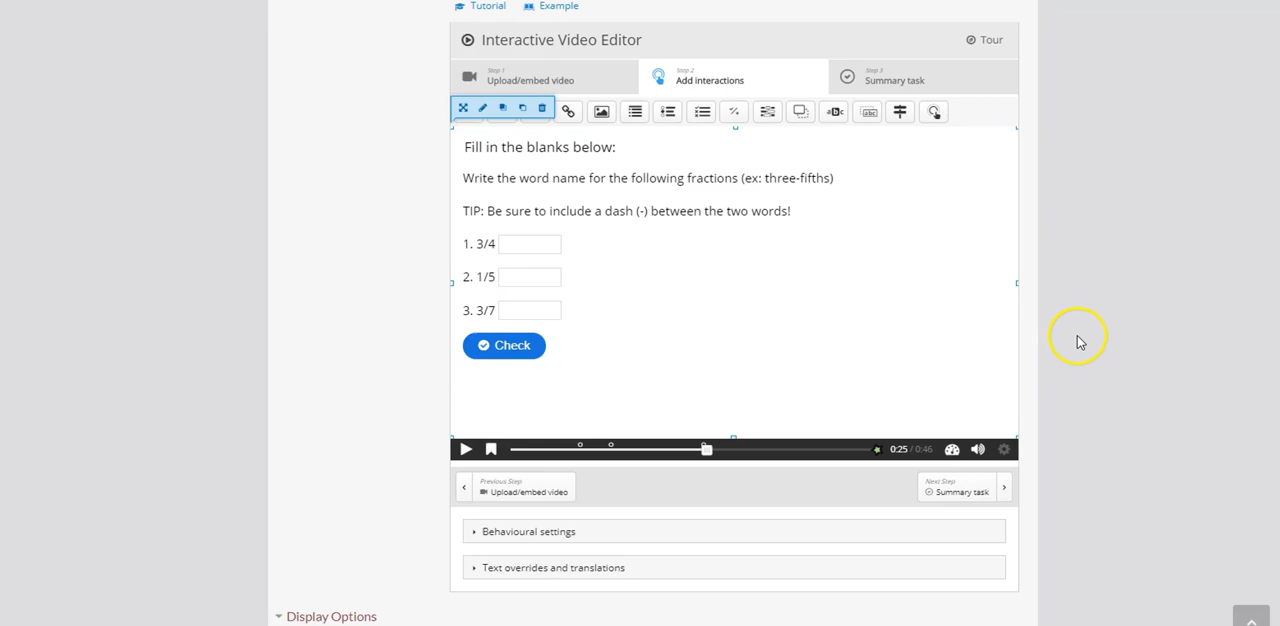 Tutorial Example
Interactive Video Editor
Tour
Step 1
Upload/embed video
Step 2
Add interactions
Step 3
Summary task
aBc
abc
Fill in the blanks below:
Write the word name for the following fractions (ex: three-fifths)
TIP: Be sure to include a dash (-) between the two words!
1. 3/4
2. 1/5
3. 3/7
Check
0:25 / 0:46
Previous Step
Upload/embed video
Next Step
Summary task
Behavioural settings
Text overrides and translations
Display Options